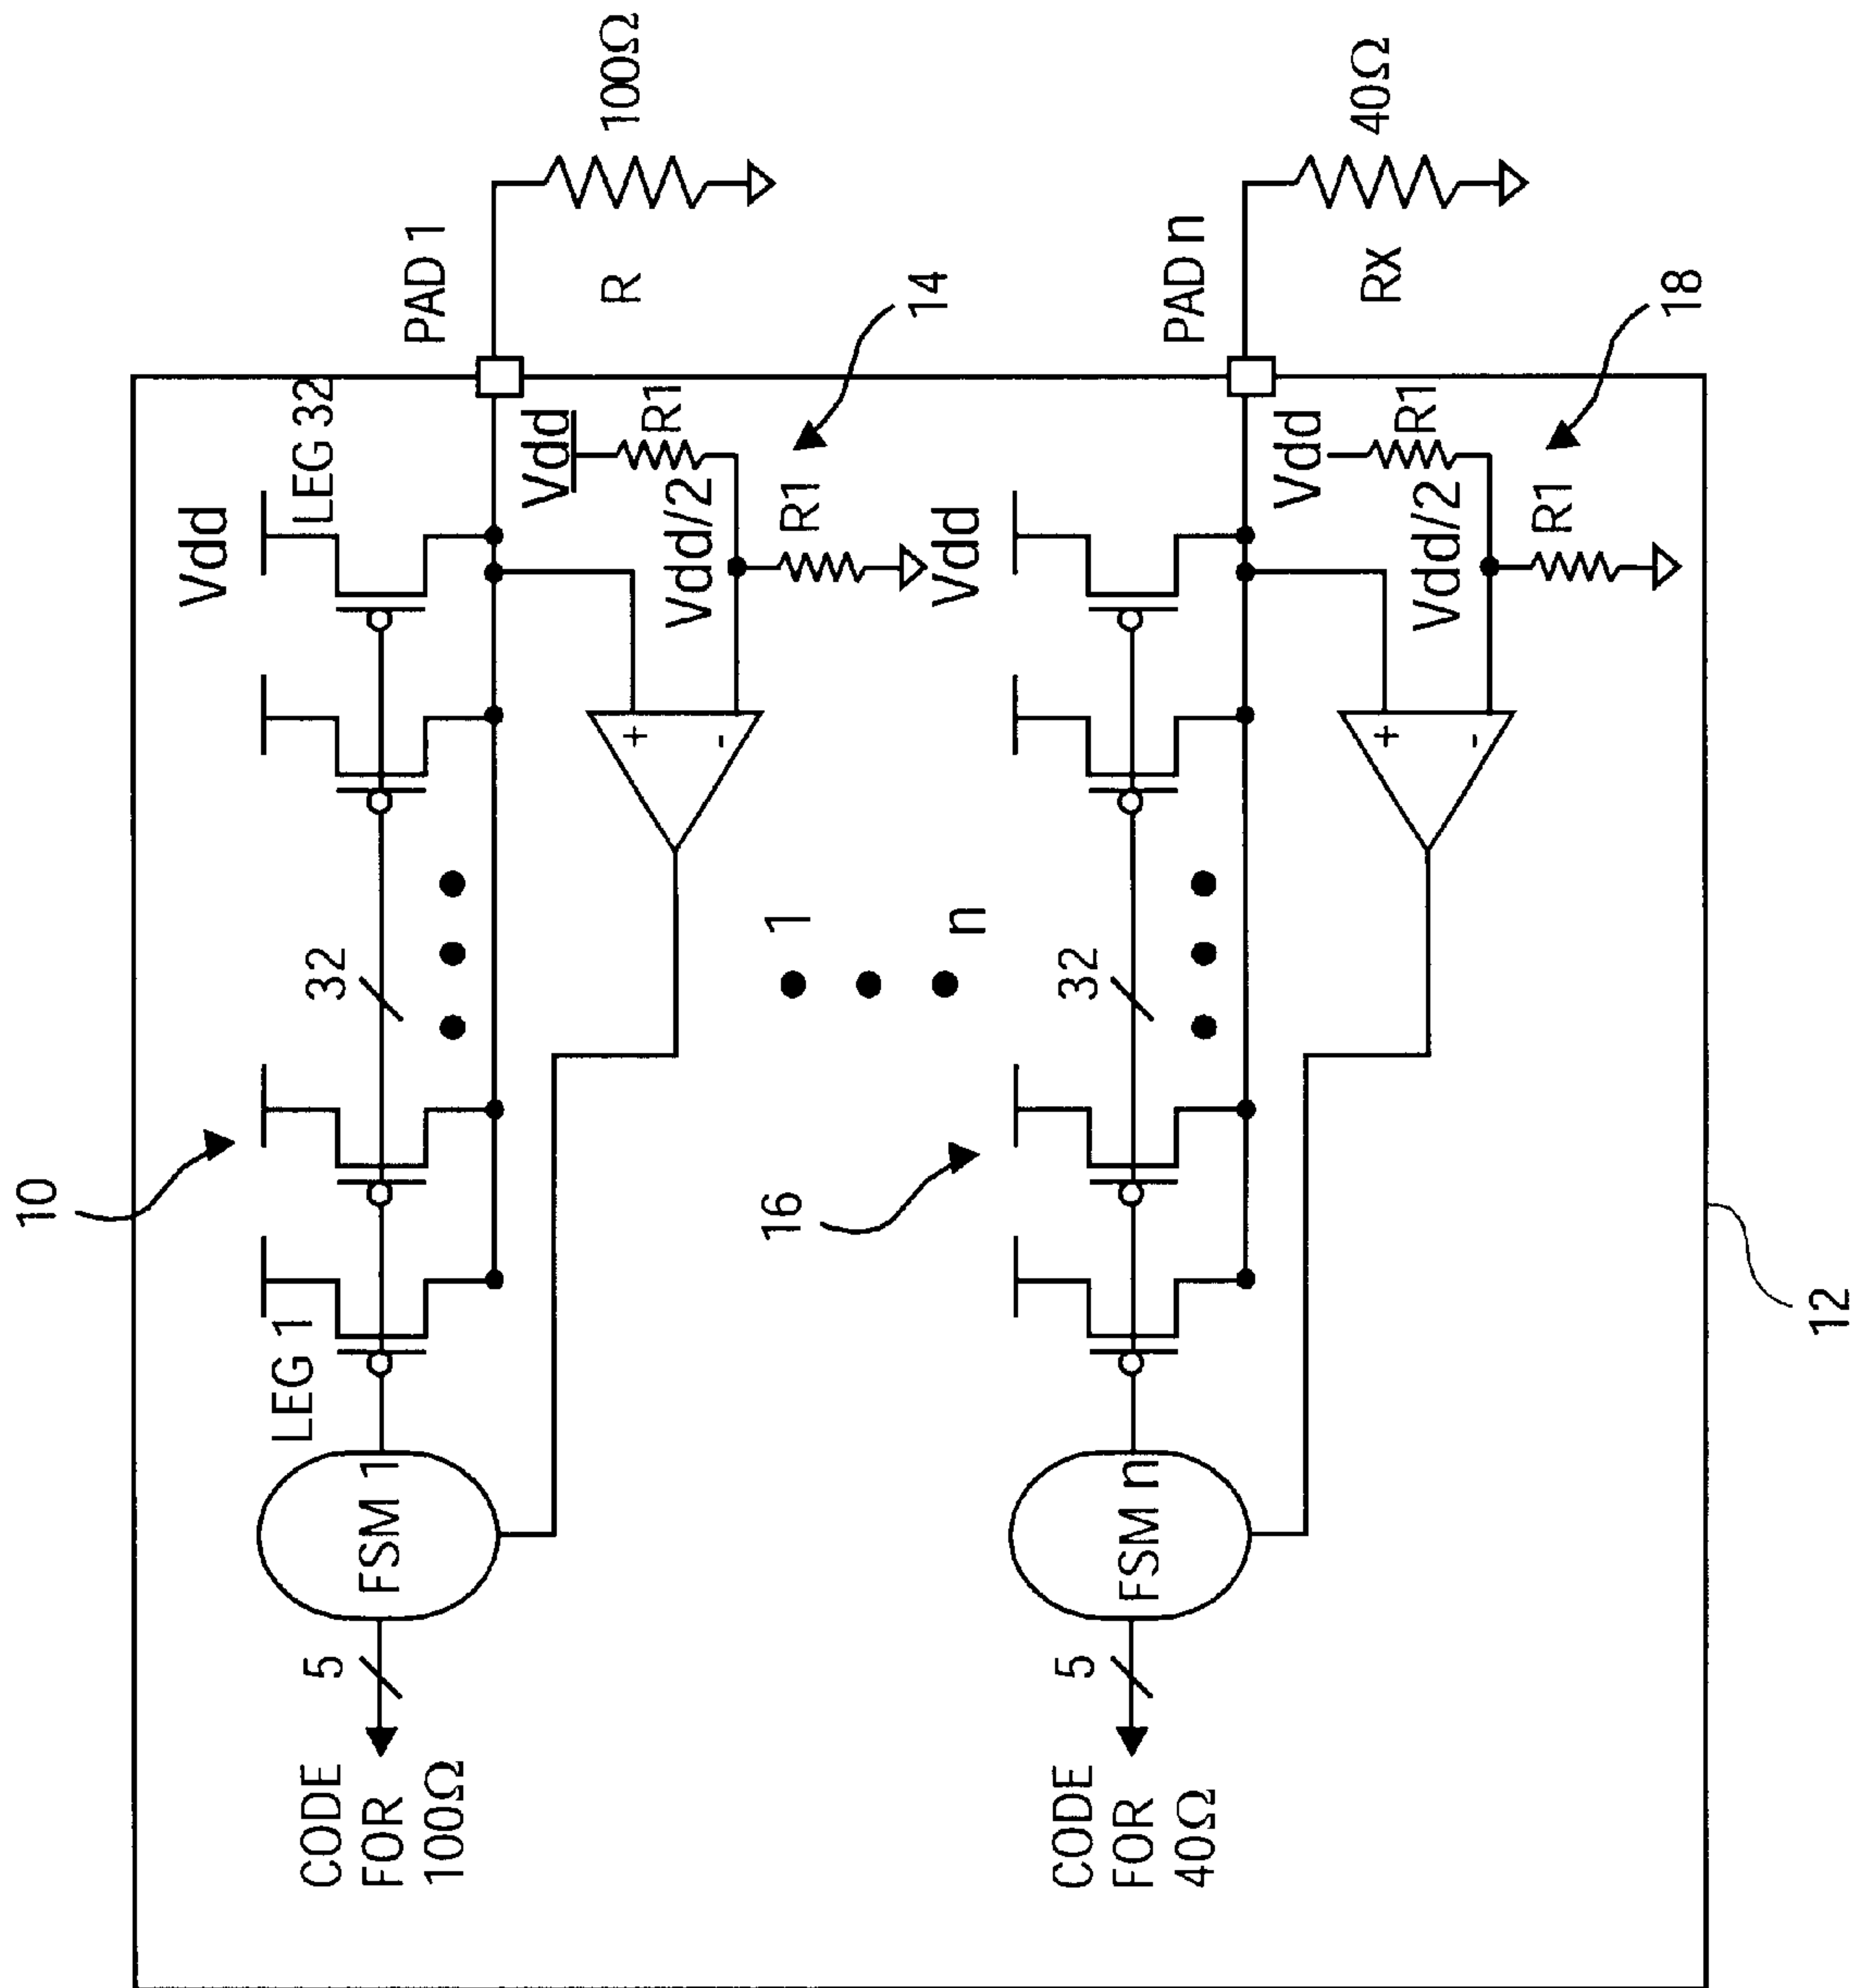 10
Vdd
LEG 1
LEG 32
32
FSM 1
5
CODE
FOR
100Ω
PAD 1
R
100Ω
Vdd
R1
Vdd/2
R1
+
-
14
1
n
16
Vdd
32
FSM n
5
CODE
FOR
40Ω
PAD n
Rx
40Ω
Vdd
R1
Vdd/2
R1
+
-
18
12